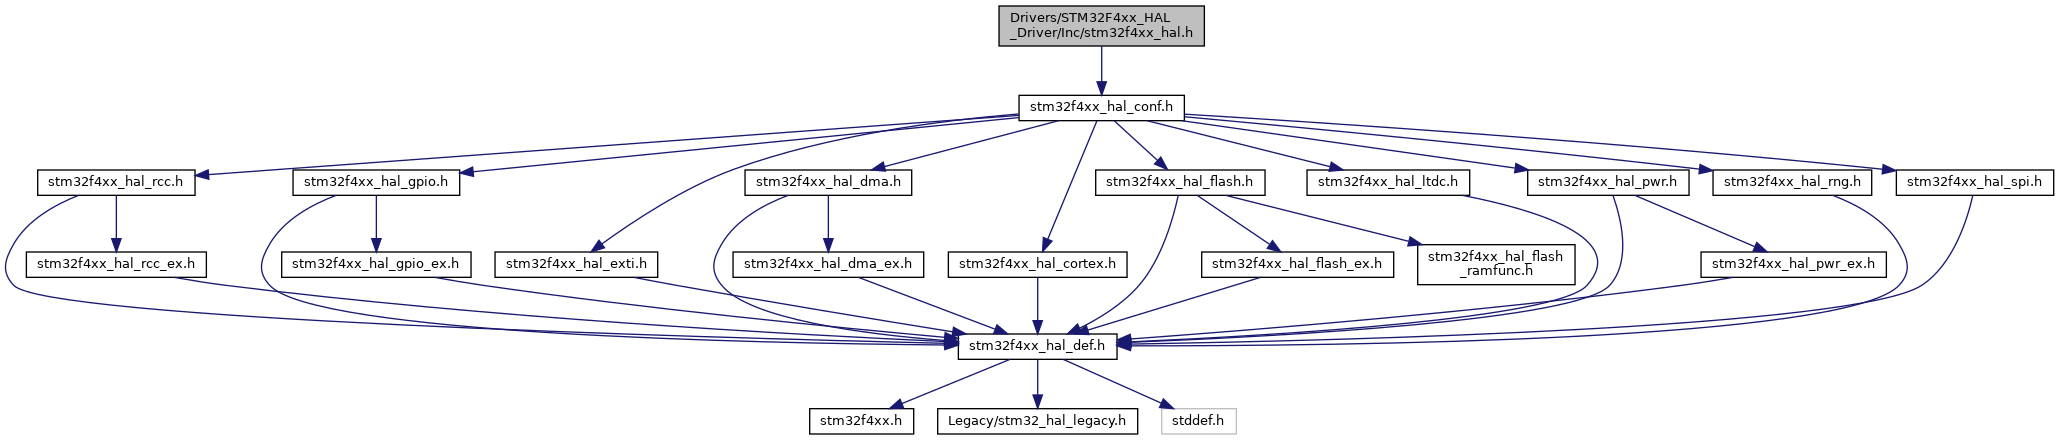 Drivers/STM32F4xx_HAL
_Driver/Inc/stm32f4xx_hal.h
stm32f4xx_hal_conf.h
stm32f4xx_hal_rcc.h
stm32f4xx_hal_gpio.h
stm32f4xx_hal_dma.h
stm32f4xx_hal_flash.h
stm32f4xx_hal_ltdc.h
stm32f4xx_hal_pwr.h
stm32f4xx_hal_rng.h
stm32f4xx_hal_spi.h
stm32f4xx_hal_rcc_ex.h
stm32f4xx_hal_gpio_ex.h
stm32f4xx_hal_exti.h
stm32f4xx_hal_dma_ex.h
stm32f4xx_hal_cortex.h
stm32f4xx_hal_flash_ex.h
stm32f4xx_hal_flash
_ramfunc.h
stm32f4xx_hal_pwr_ex.h
stm32f4xx_hal_def.h
stm32f4xx.h
Legacy/stm32_hal_legacy.h
stddef.h